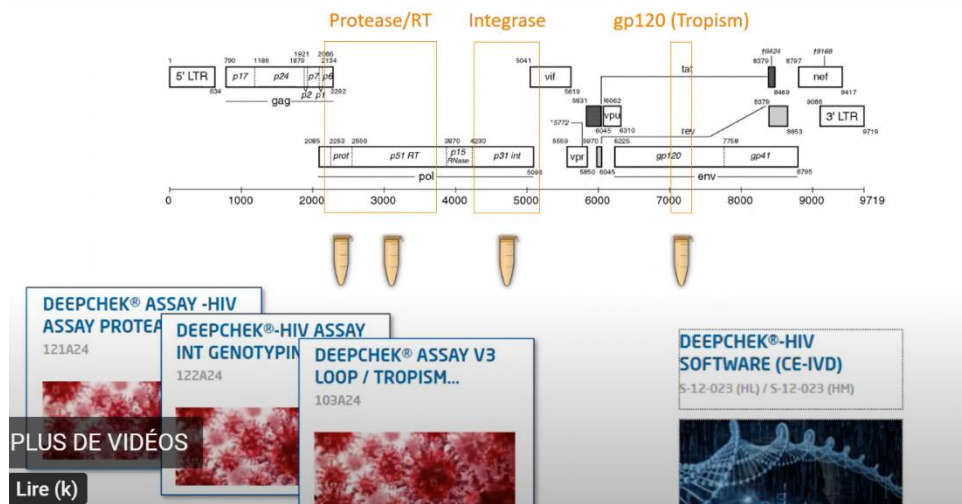 Protease/RT Integrase gp120 (Tropism)
1921 2086 †8424 †9168
1 790 1186 1879 2134 5041 8379 8797
5' LTR p17 p24 p7 p6 vif tat nef
634 p2 p1 2292 5619 8469 9417
gag 5831 6062 8379 9086
vpu 3' LTR
*5772 6045 6310 rev 8653 9719
2085 2253 2550 3870 4230 5559 5970 6225 7758
prot p51 RT p15 p31 int vpr gp120 gp41
RNase
5096 5850 6045 8795
pol env
0 1000 2000 3000 4000 5000 6000 7000 8000 9000 9719
DEEPCHEK® ASSAY -HIV
ASSAY PROTEA
121A24
DEEPCHEK®-HIV ASSAY
INT GENOTYPIN
122A24
DEEPCHEK® ASSAY V3
LOOP / TROPISM...
103A24
DEEPCHEK®-HIV
SOFTWARE (CE-IVD)
S-12-023 (HL) / S-12-023 (HM)
PLUS DE VIDÉOS
Lire (k)